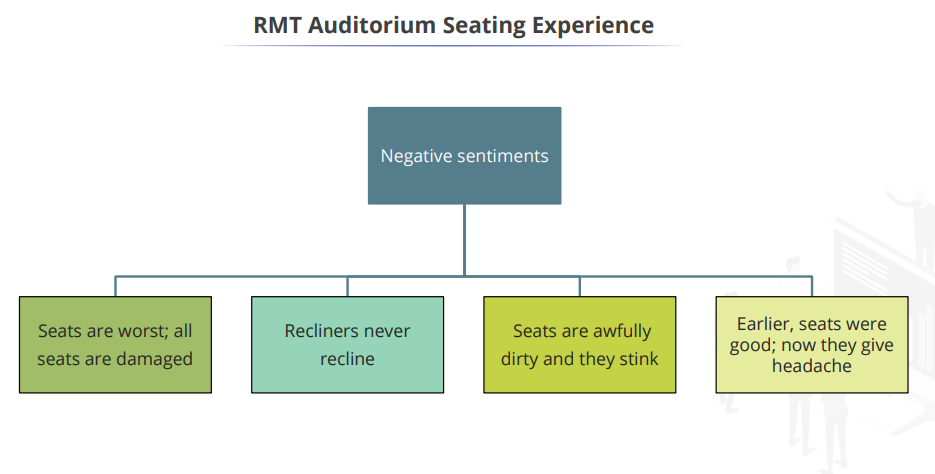 RMT Auditorium Seating Experience
Negative sentiments
Seats are worst; all
seats are damaged
Recliners never
recline
Seats are awfully
dirty and they stink
Earlier, seats were
good; now they give
headache